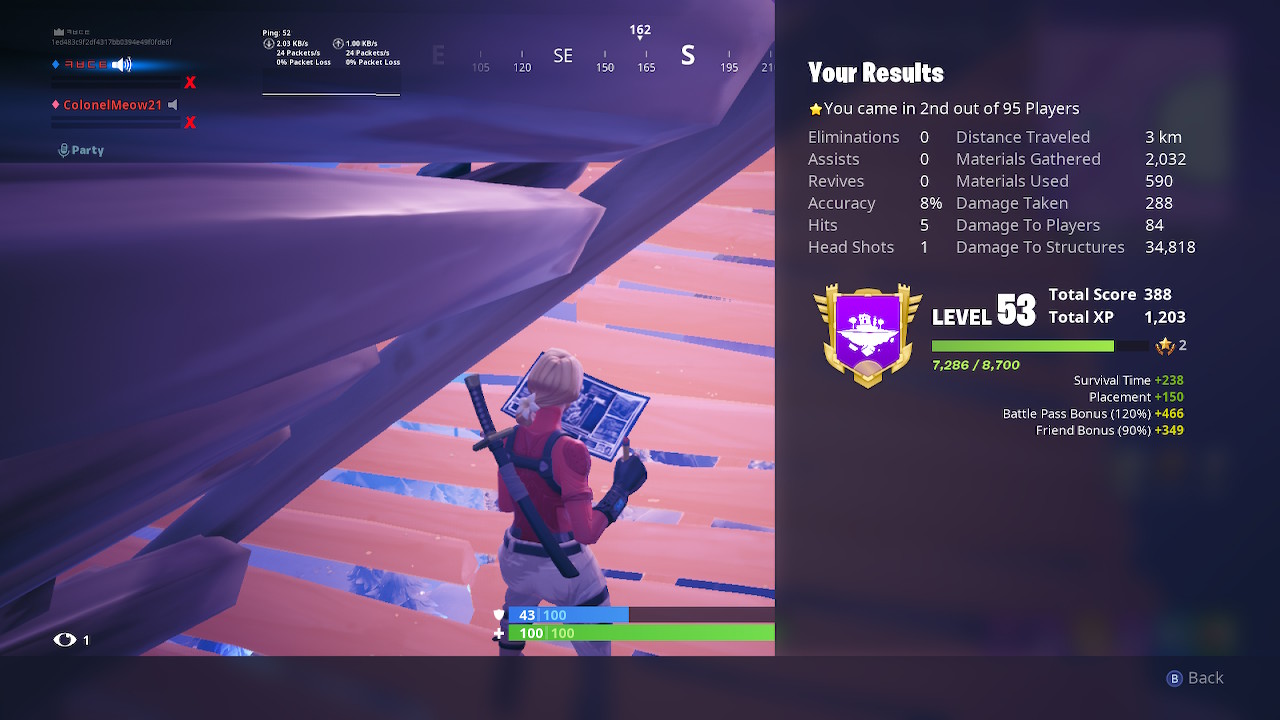 ㅋㅂㄷㄷ
1ed483c9f2df4317bb0394e49f0fde6f
ㅋㅂㄷㄷ
X
ColonelMeow21
X
Party
Ping: 52
2.03 KB/s 1.00 KB/s
24 Packets/s 24 Packets/s
0% Packet Loss 0% Packet Loss
162
E 105 120 SE 150 165 S 195 21
43 | 100
100 | 100
1
Your Results
You came in 2nd out of 95 Players
Eliminations 0 Distance Traveled 3 km
Assists 0 Materials Gathered 2,032
Revives 0 Materials Used 590
Accuracy 8% Damage Taken 288
Hits 5 Damage To Players 84
Head Shots 1 Damage To Structures 34,818
LEVEL 53
Total Score 388
Total XP 1,203
2
7,286 / 8,700
Survival Time +238
Placement +150
Battle Pass Bonus (120%) +466
Friend Bonus (90%) +349
B Back